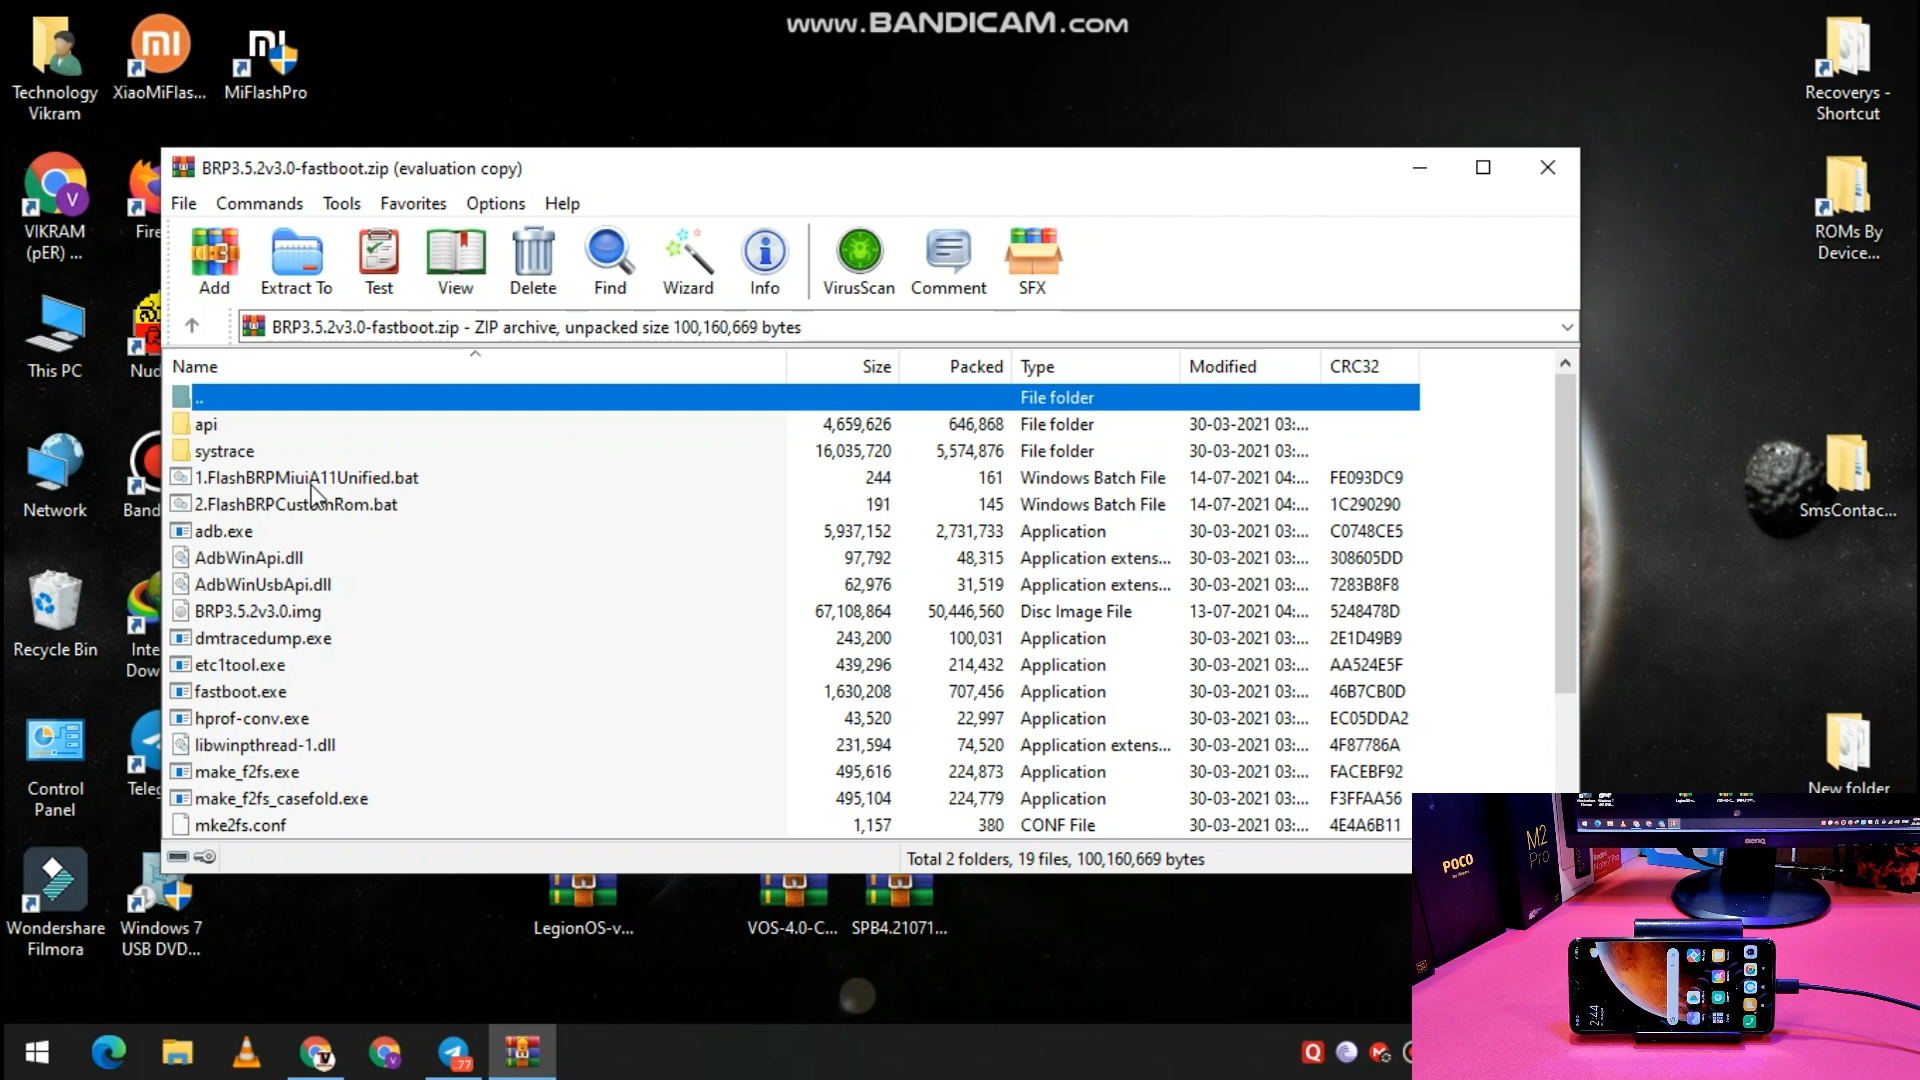 www.BANDICAM.com
Technology
Vikram
XiaoMiFlas...
MiFlashPro
Recoverys -
Shortcut
VIKRAM
(pER) ...
Fire
ROMs By
Device...
This PC
Nud
Network
Band
SmsContac...
Recycle Bin
Inte
Dow
Control
Panel
Teleg
New folder
Wondershare
Filmora
Windows 7
USB DVD...
LegionOS-v...
VOS-4.0-C...
SPB4.21071...
BRP3.5.2v3.0-fastboot.zip (evaluation copy)
File Commands Tools Favorites Options Help
Add Extract To Test View Delete Find Wizard Info VirusScan Comment SFX
BRP3.5.2v3.0-fastboot.zip - ZIP archive, unpacked size 100,160,669 bytes
Name Size Packed Type Modified CRC32
.. File folder
api 4,659,626 646,868 File folder 30-03-2021 03:...
systrace 16,035,720 5,574,876 File folder 30-03-2021 03:...
1.FlashBRPMiuiA11Unified.bat 244 161 Windows Batch File 14-07-2021 04:... FE093DC9
2.FlashBRPCustomRom.bat 191 145 Windows Batch File 14-07-2021 04:... 1C290290
adb.exe 5,937,152 2,731,733 Application 30-03-2021 03:... C0748CE5
AdbWinApi.dll 97,792 48,315 Application extens... 30-03-2021 03:... 308605DD
AdbWinUsbApi.dll 62,976 31,519 Application extens... 30-03-2021 03:... 7283B8F8
BRP3.5.2v3.0.img 67,108,864 50,446,560 Disc Image File 13-07-2021 04:... 5248478D
dmtracedump.exe 243,200 100,031 Application 30-03-2021 03:... 2E1D49B9
etc1tool.exe 439,296 214,432 Application 30-03-2021 03:... AA524E5F
fastboot.exe 1,630,208 707,456 Application 30-03-2021 03:... 46B7CB0D
hprof-conv.exe 43,520 22,997 Application 30-03-2021 03:... EC05DDA2
libwinpthread-1.dll 231,594 74,520 Application extens... 30-03-2021 03:... 4F87786A
make_f2fs.exe 495,616 224,873 Application 30-03-2021 03:... FACEBF92
make_f2fs_casefold.exe 495,104 224,779 Application 30-03-2021 03:... F3FFAA56
mke2fs.conf 1,157 380 CONF File 30-03-2021 03:... 4E4A6B11
Total 2 folders, 19 files, 100,160,669 bytes
POCO
M2
Pro
BenQ
2:44
77